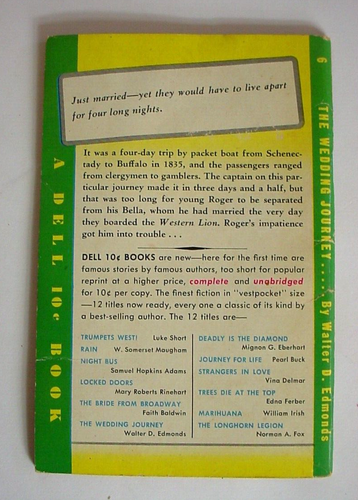 Just married—yet they would have to live apart
for four long nights.
It was a four-day trip by packet boat from Schenec-
tady to Buffalo in 1835, and the passengers ranged
from clergymen to gamblers. The captain on this par-
ticular journey made it in three days and a half, but
that was too long for young Roger to be separated
from his Bella, whom he had married the very day
they boarded the Western Lion. Roger's impatience
got him into trouble . . .
DELL 10¢ BOOKS are new—here for the first time are
famous stories by famous authors, too short for popular
reprint at a higher price, complete and unabridged
for 10¢ per copy. The finest fiction in "vestpocket" size
—12 titles now ready, every one a classic of its kind by
a best-selling author. The 12 titles are—
TRUMPETS WEST! Luke Short
RAIN W. Somerset Maugham
NIGHT BUS
Samuel Hopkins Adams
LOCKED DOORS
Mary Roberts Rinehart
THE BRIDE FROM BROADWAY
Faith Baldwin
THE WEDDING JOURNEY
Walter D. Edmonds
DEADLY IS THE DIAMOND
Mignon G. Eberhart
JOURNEY FOR LIFE Pearl Buck
STRANGERS IN LOVE
Vina Delmar
TREES DIE AT THE TOP
Edna Ferber
MARIHUANA William Irish
THE LONGHORN LEGION
Norman A. Fox
A DELL 10¢ BOOK
6 THE WEDDING JOURNEY . . . By Walter D. Edmonds